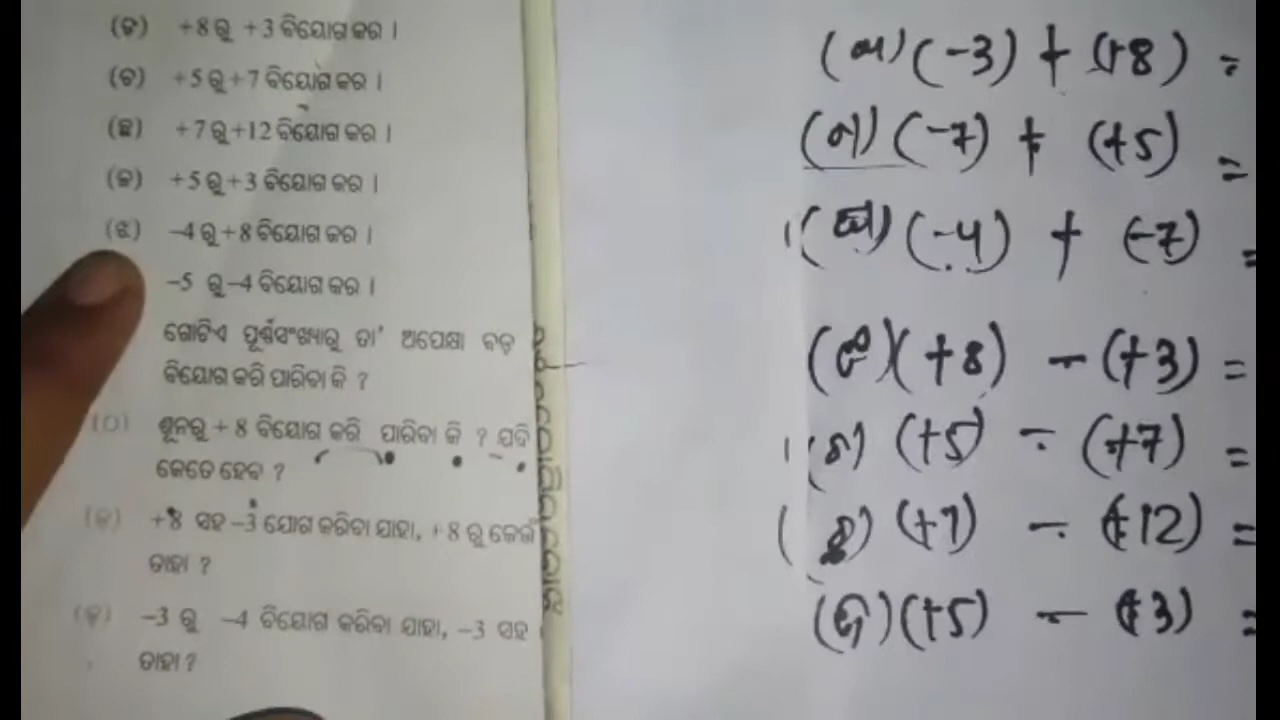 (ଙ) +8 ରୁ +3 ବିୟୋଗ କର ।
(ଚ) +5 ରୁ +7 ବିୟୋଗ କର ।
(ଛ) +7 ରୁ +12 ବିୟୋଗ କର ।
(ଜ) +5 ରୁ +3 ବିୟୋଗ କର ।
(ଝ) –4 ରୁ +8 ବିୟୋଗ କର ।
–5 ରୁ –4 ବିୟୋଗ କର ।
ଗୋଟିଏ ପୂର୍ଣ୍ଣସଂଖ୍ୟାରୁ ତା' ଅପେକ୍ଷା ବଡ଼
ବିୟୋଗ କରି ପାରିବା କି ?
(ଠ) ଶୂନରୁ + 8 ବିୟୋଗ କରି ପାରିବା କି ? ଯଦି
କେତେ ହେବ ?
+8 ସହ –3 ଯୋଗ କରିବା ଯାହା, +8 ରୁ କେଉଁ
ତାହା ?
–3 ରୁ –4 ବିୟୋଗ କରିବା ଯାହା, –3 ସହ
ତାହା ?
(-3) + (+8) =
(-7) + (+5) =
(-4) + (-7) =
(ଙ) (+8) - (+3) =
(ଚ) (+5) - (+7) =
(ଛ) (+7) - (+12) =
(ଜ) (+5) - (+3) =